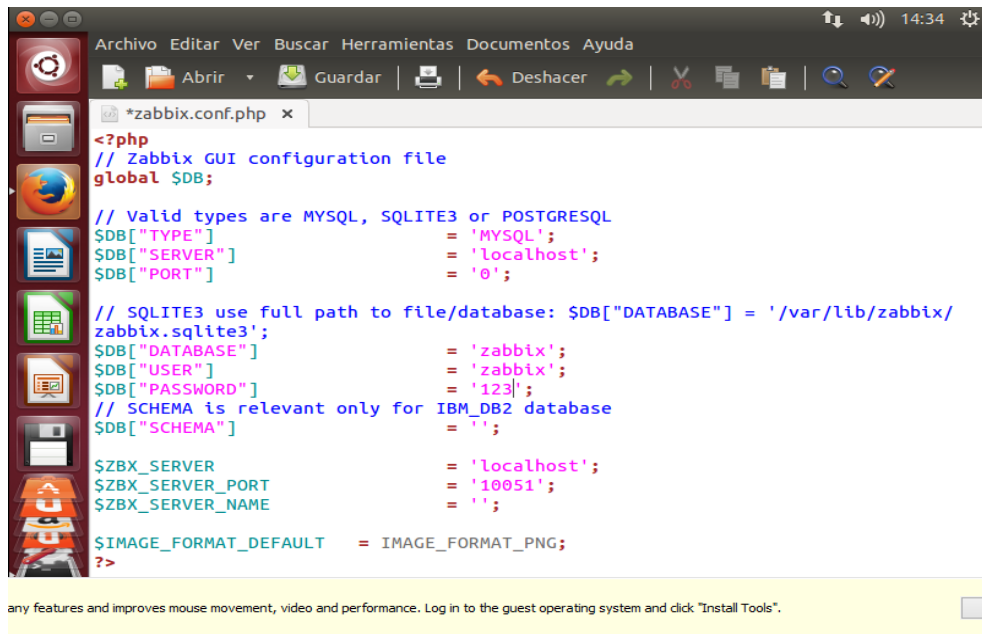 14:34
Archivo Editar Ver Buscar Herramientas Documentos Ayuda
Abrir Guardar Deshacer
*zabbix.conf.php x
<?php
// Zabbix GUI configuration file
global $DB;
// Valid types are MYSQL, SQLITE3 or POSTGRESQL
$DB["TYPE"] = 'MYSQL';
$DB["SERVER"] = 'localhost';
$DB["PORT"] = '0';
// SQLITE3 use full path to file/database: $DB["DATABASE"] = '/var/lib/zabbix/
zabbix.sqlite3';
$DB["DATABASE"] = 'zabbix';
$DB["USER"] = 'zabbix';
$DB["PASSWORD"] = '123';
// SCHEMA is relevant only for IBM_DB2 database
$DB["SCHEMA"] = '';
$ZBX_SERVER = 'localhost';
$ZBX_SERVER_PORT = '10051';
$ZBX_SERVER_NAME = '';
$IMAGE_FORMAT_DEFAULT = IMAGE_FORMAT_PNG;
?>
any features and improves mouse movement, video and performance. Log in to the guest operating system and click "Install Tools".